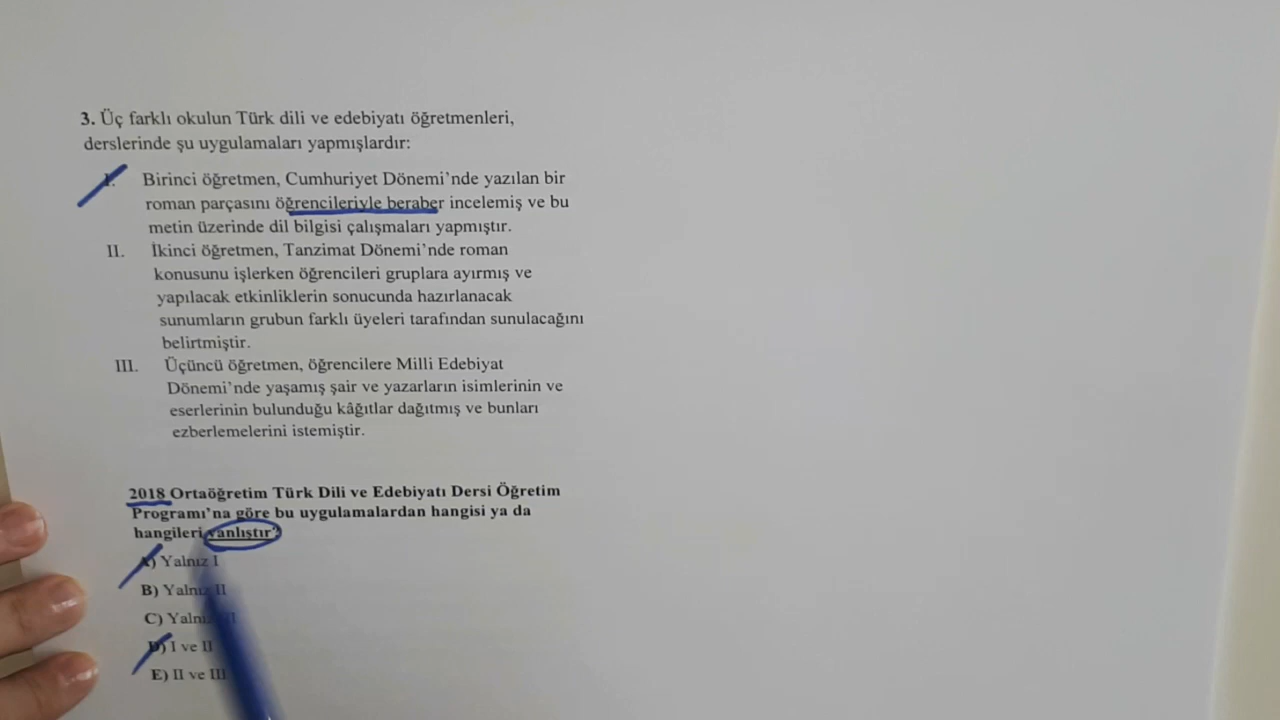 3. Üç farklı okulun Türk dili ve edebiyatı öğretmenleri,
derslerinde şu uygulamaları yapmışlardır:
I. Birinci öğretmen, Cumhuriyet Dönemi'nde yazılan bir
roman parçasını öğrencileriyle beraber incelemiş ve bu
metin üzerinde dil bilgisi çalışmaları yapmıştır.
II. İkinci öğretmen, Tanzimat Dönemi'nde roman
konusunu işlerken öğrencileri gruplara ayırmış ve
yapılacak etkinliklerin sonucunda hazırlanacak
sunumların grubun farklı üyeleri tarafından sunulacağını
belirtmiştir.
III. Üçüncü öğretmen, öğrencilere Milli Edebiyat
Dönemi'nde yaşamış şair ve yazarların isimlerinin ve
eserlerinin bulunduğu kâğıtlar dağıtmış ve bunları
ezberlemelerini istemiştir.
2018 Ortaöğretim Türk Dili ve Edebiyatı Dersi Öğretim
Programı'na göre bu uygulamalardan hangisi ya da
hangileri yanlıştır?
A) Yalnız I
B) Yalnız II
C)
D) I ve II
E) II ve III